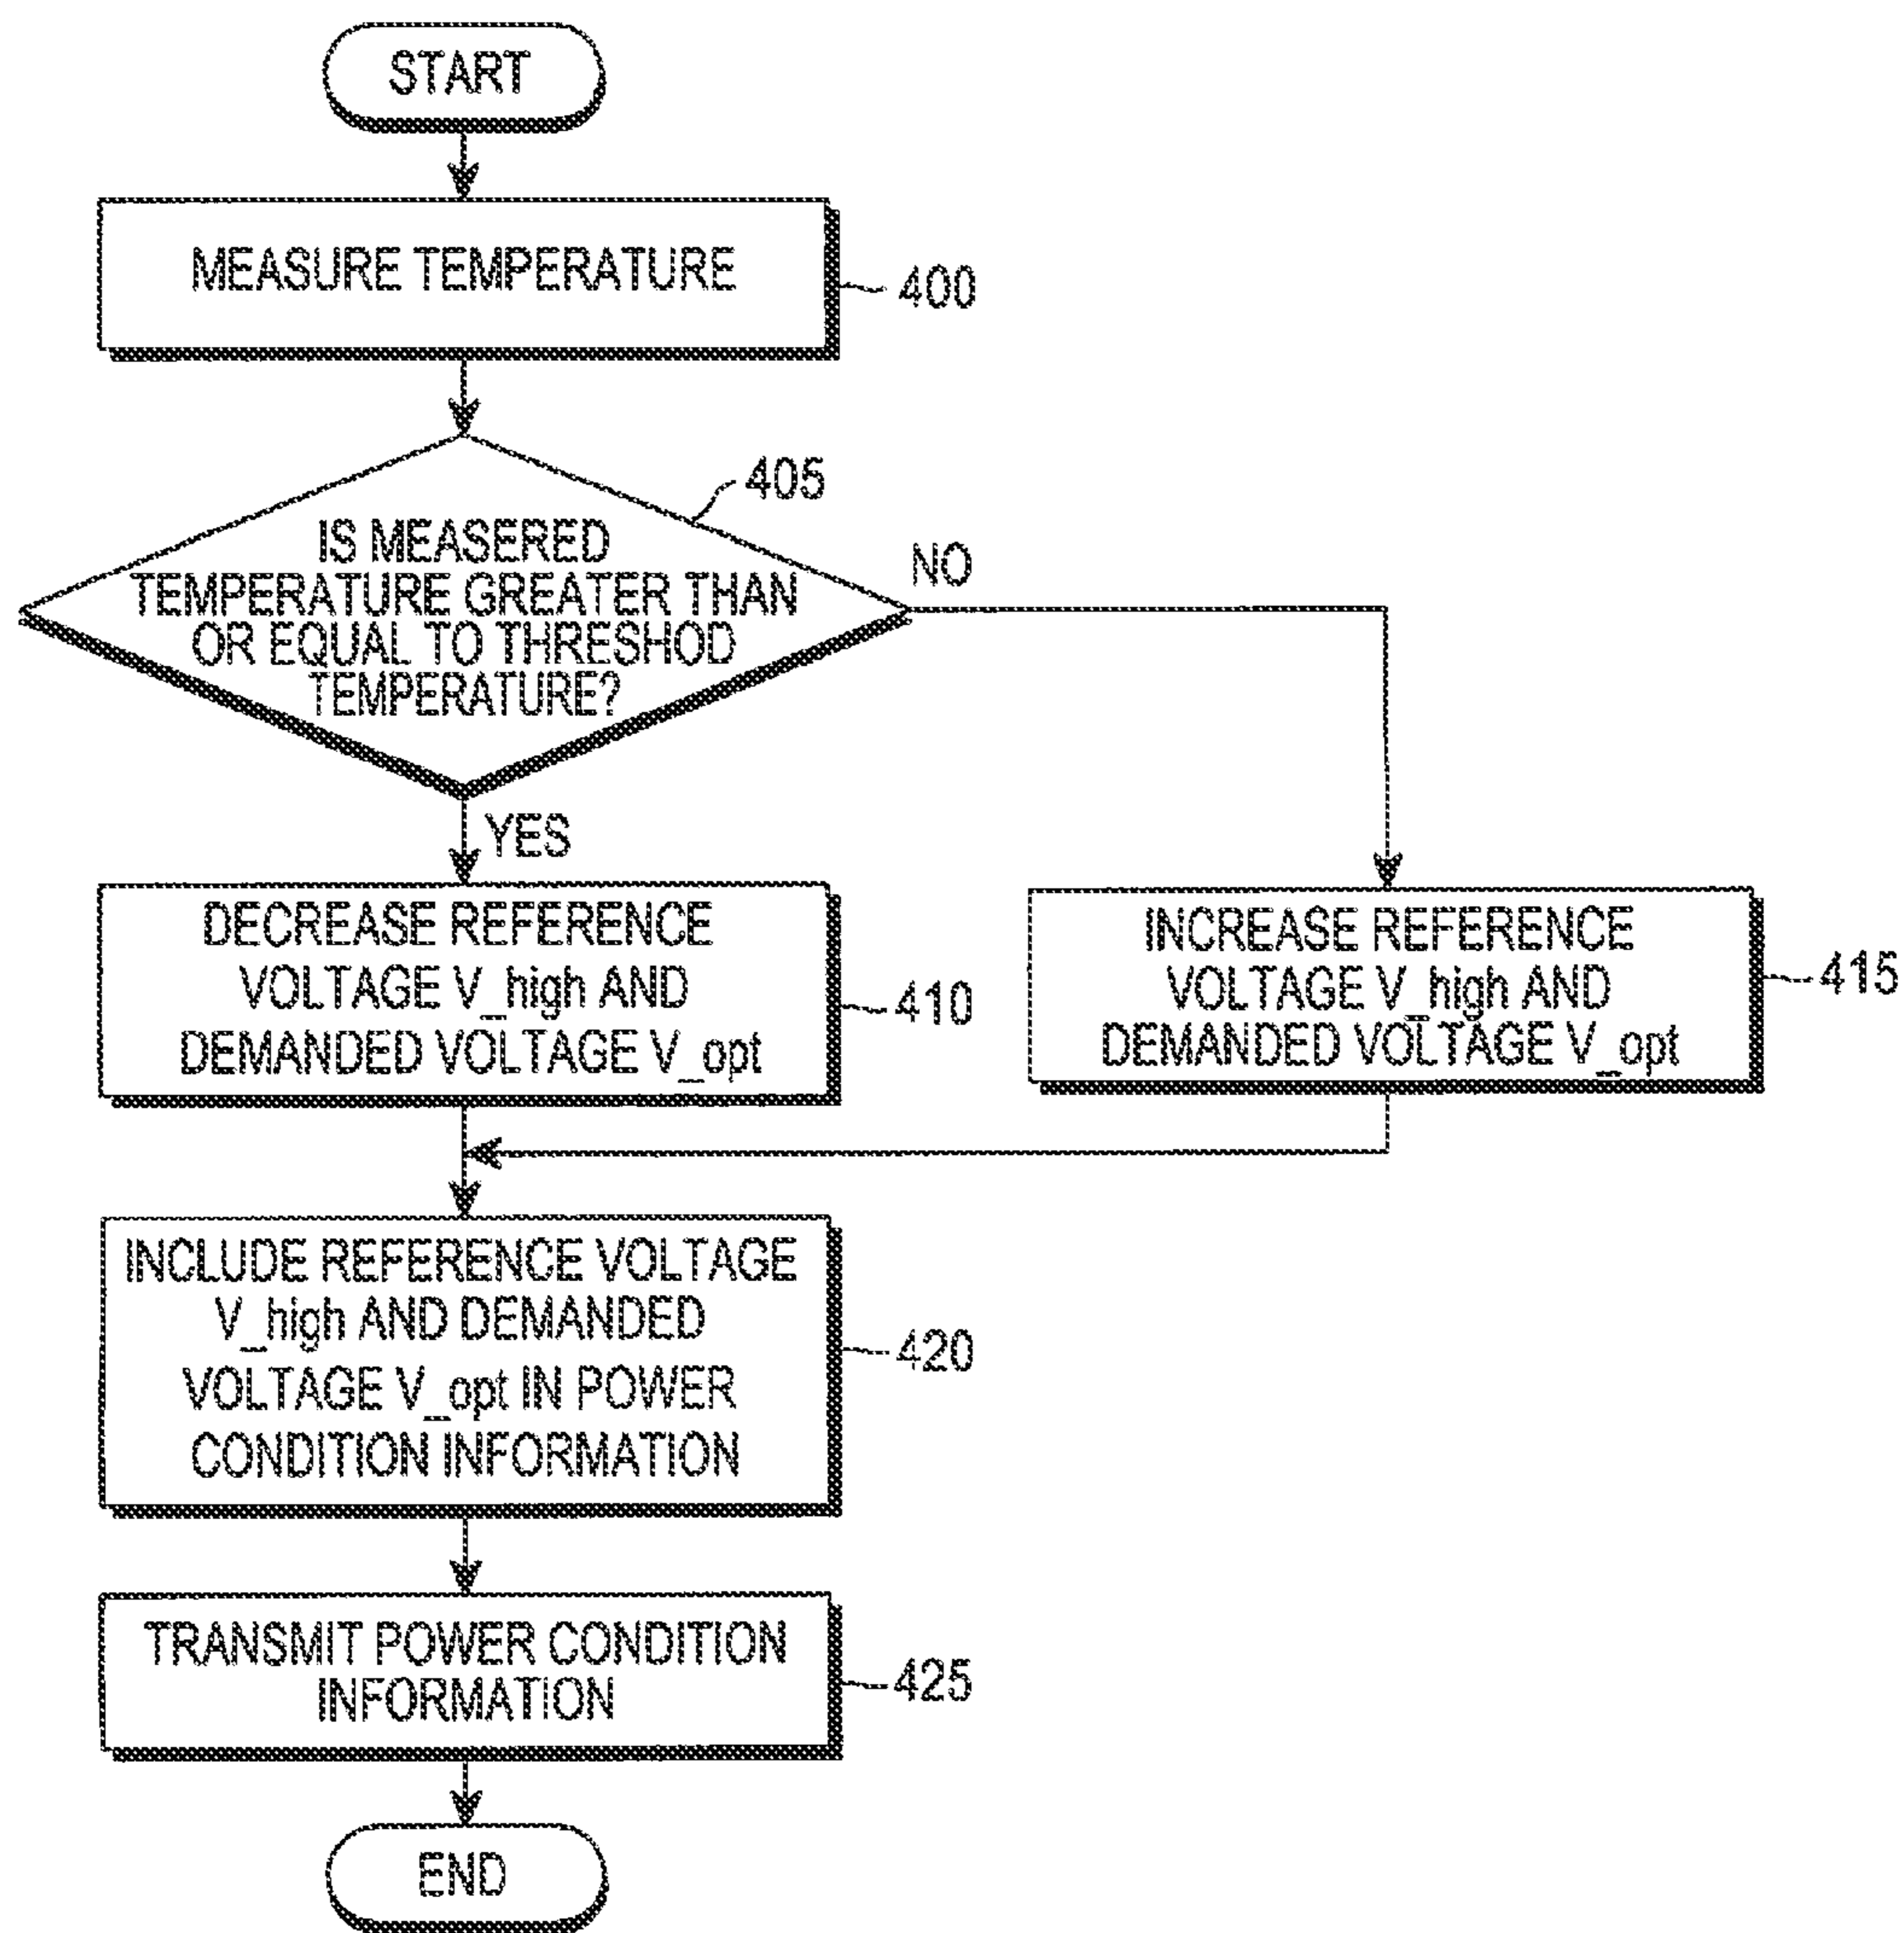 START
MEASURE TEMPERATURE
400
405
IS MEASERED
TEMPERATURE GREATER THAN
OR EQUAL TO THRESHOD
TEMPERATURE?
NO
YES
DECREASE REFERENCE
VOLTAGE V_high AND
DEMANDED VOLTAGE V_opt
410
INCREASE REFERENCE
VOLTAGE V_high AND
DEMANDED VOLTAGE V_opt
415
INCLUDE REFERENCE VOLTAGE
V_high AND DEMANDED
VOLTAGE V_opt IN POWER
CONDITION INFORMATION
420
TRANSMIT POWER CONDITION
INFORMATION
425
END